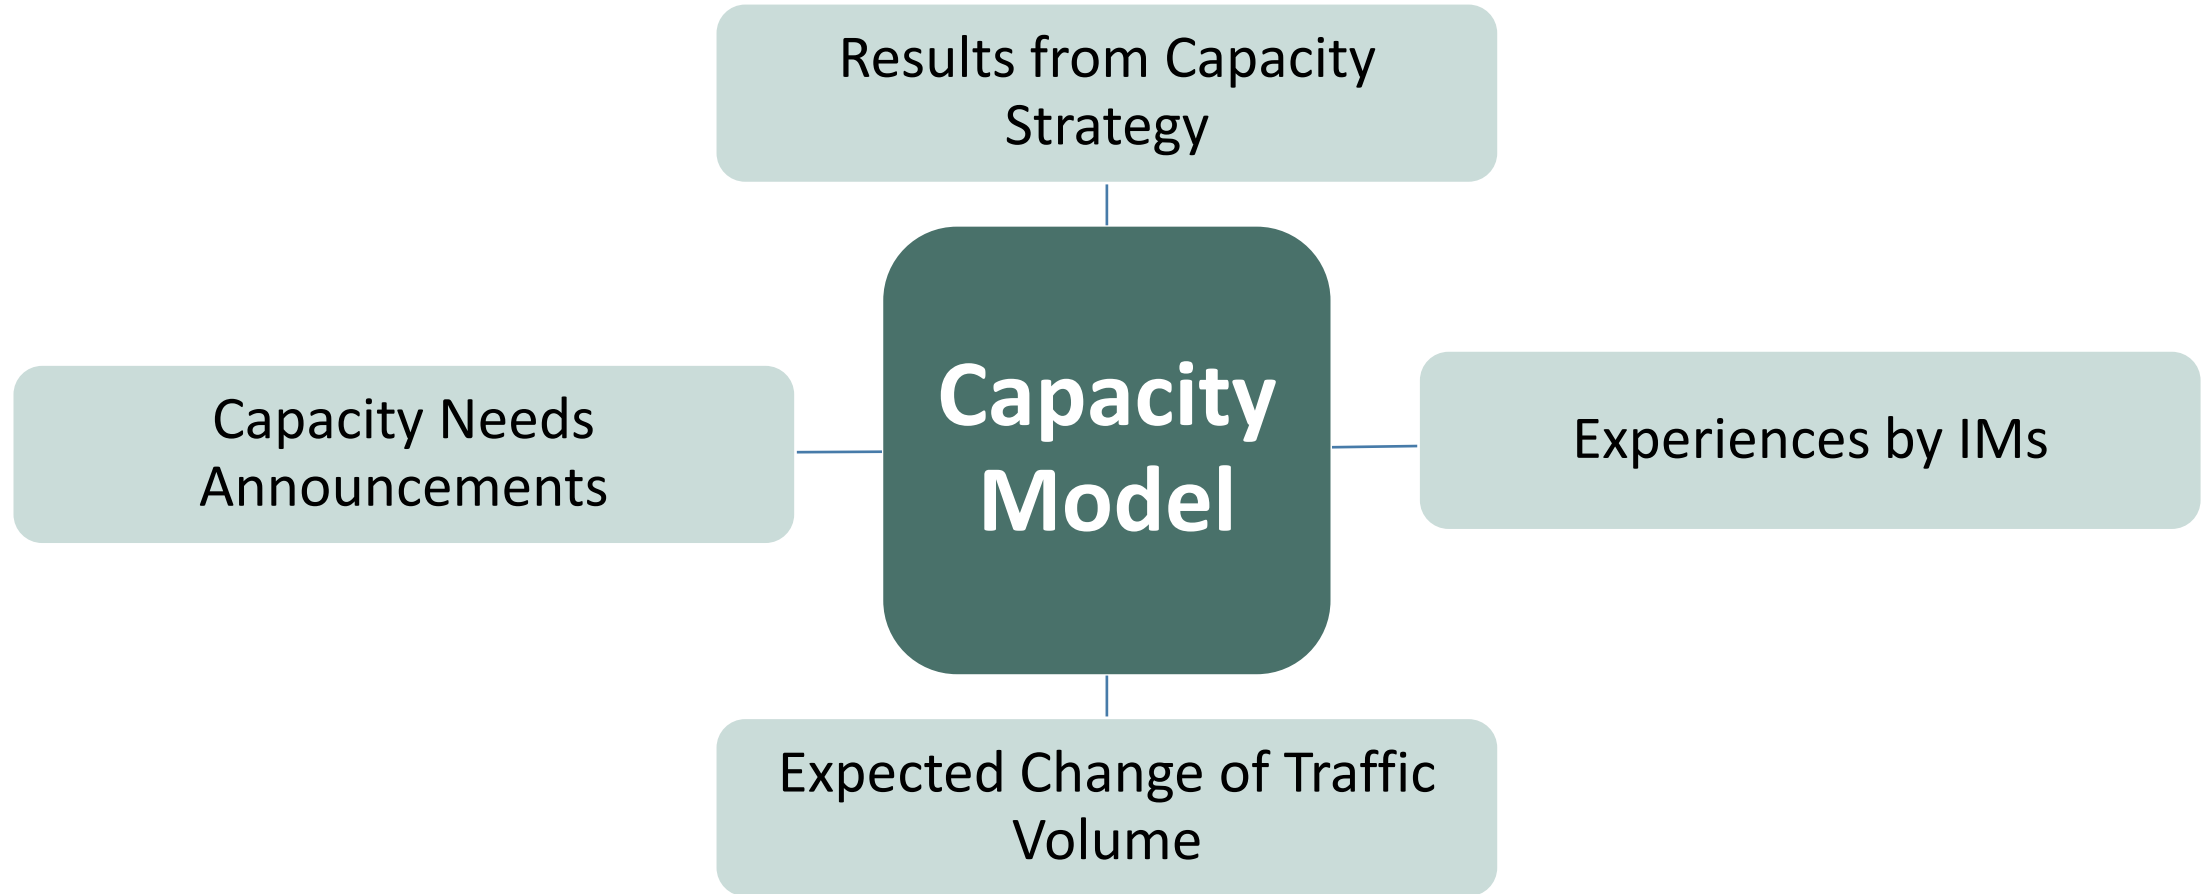 Results from Capacity
Strategy
Capacity Needs
Announcements
Capacity
Model
Experiences by IMs
Expected Change of Traffic
Volume